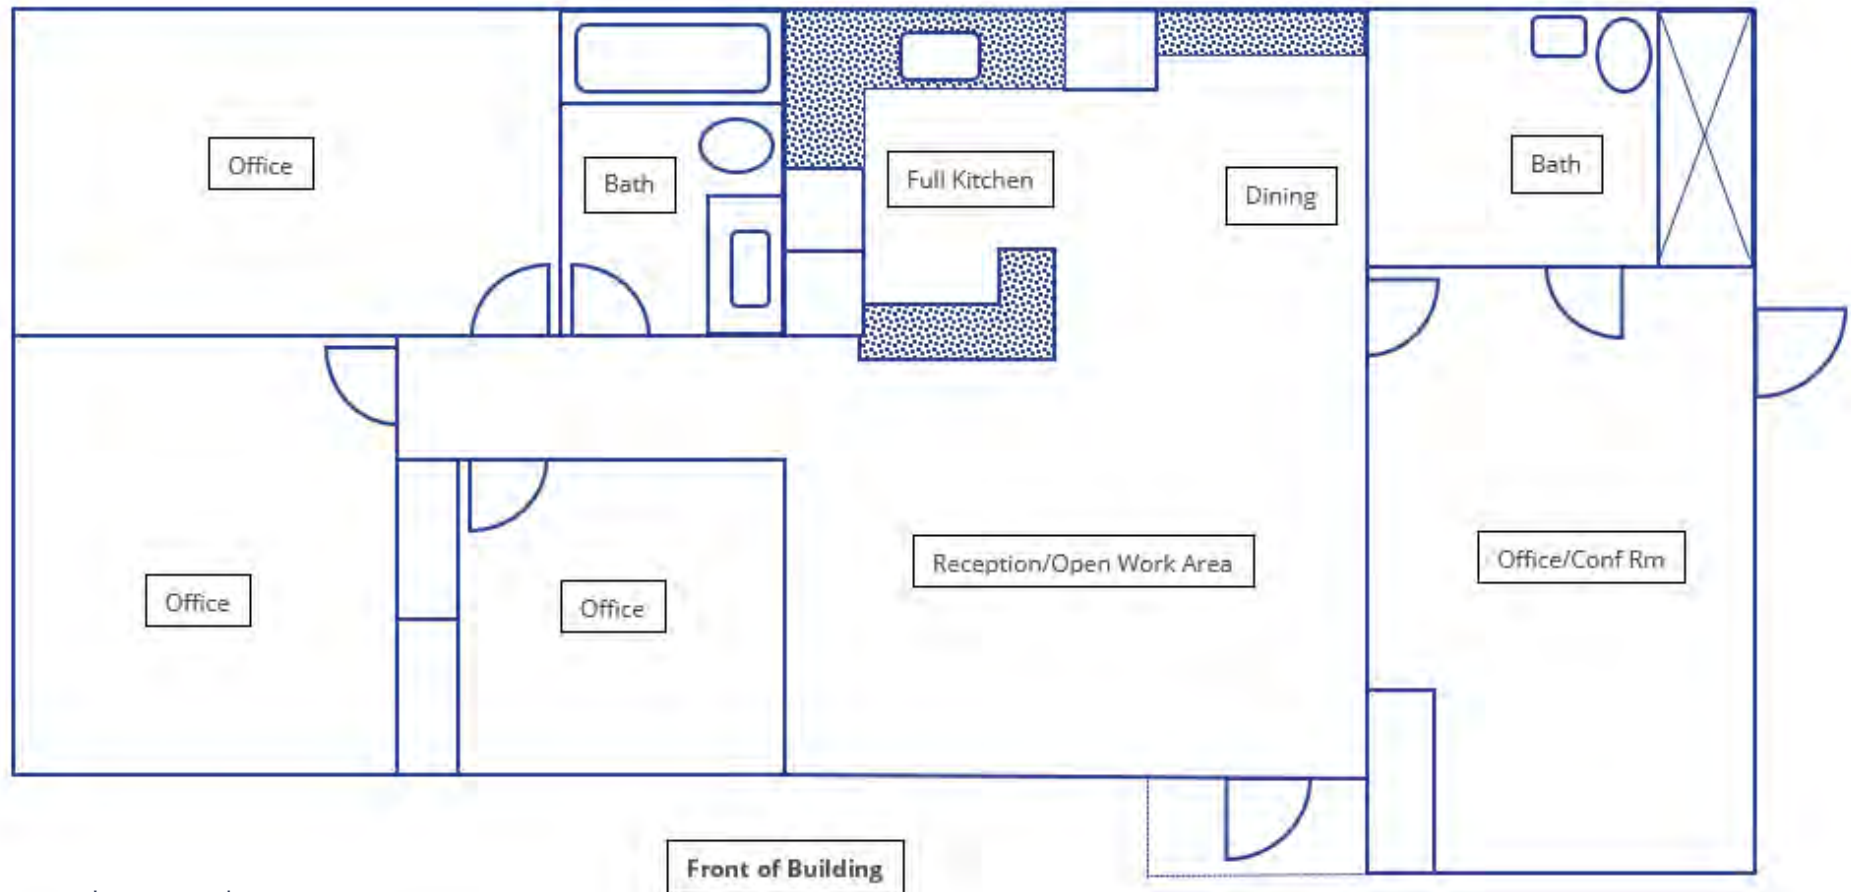 Office
Bath
Full Kitchen
Dining
Bath
Office
Office
Reception/Open Work Area
Office/Conf Rm
Front of Building